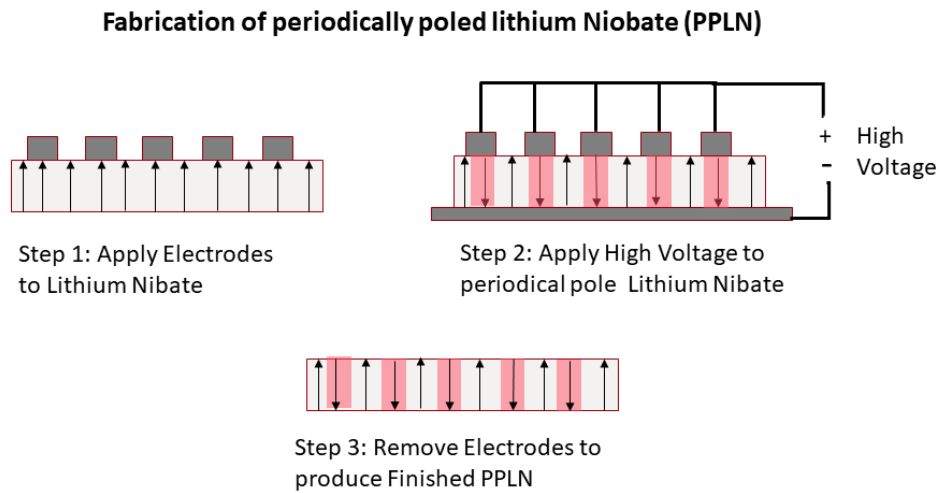 Fabrication of periodically poled lithium Niobate (PPLN)
+ High
- Voltage
Step 1: Apply Electrodes
to Lithium Nibate
Step 2: Apply High Voltage to
periodical pole Lithium Nibate
Step 3: Remove Electrodes to
produce Finished PPLN